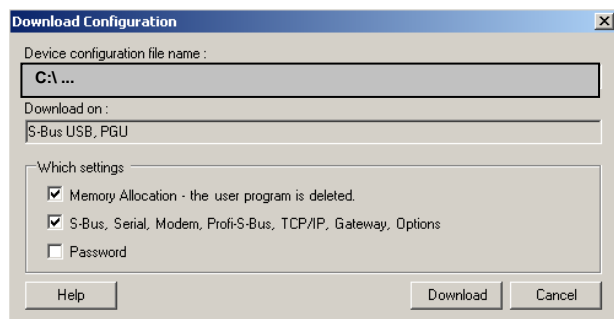 Download Configuration
Device configuration file name :
C:\ ...
Download on :
S-Bus USB, PGU
Which settings
Memory Allocation - the user program is deleted.
S-Bus, Serial, Modem, Profi-S-Bus, TCP/IP, Gateway, Options
Password
Help Download Cancel